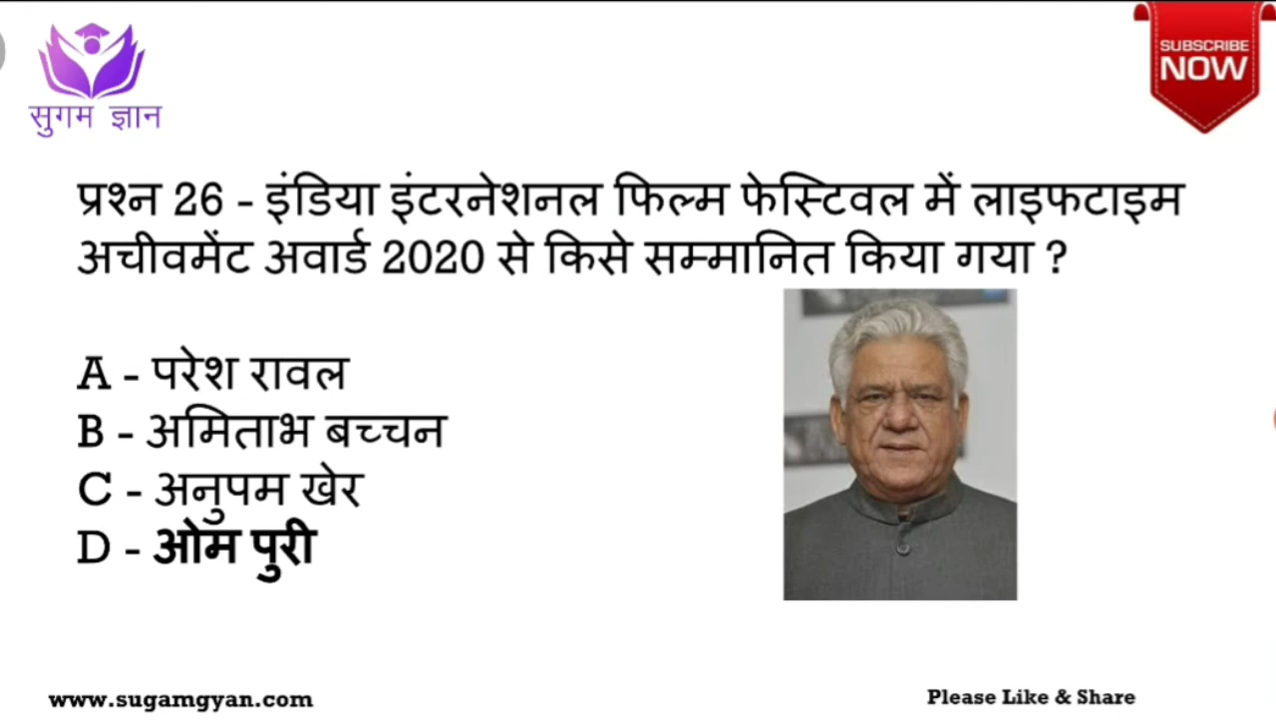 सुगम ज्ञान
SUBSCRIBE
NOW
प्रश्न 26 - इंडिया इंटरनेशनल फिल्म फेस्टिवल में लाइफटाइम
अचीवमेंट अवार्ड 2020 से किसे सम्मानित किया गया ?
A - परेश रावल
B - अमिताभ बच्चन
C - अनुपम खेर
D - ओम पुरी
www.sugamgyan.com
Please Like & Share